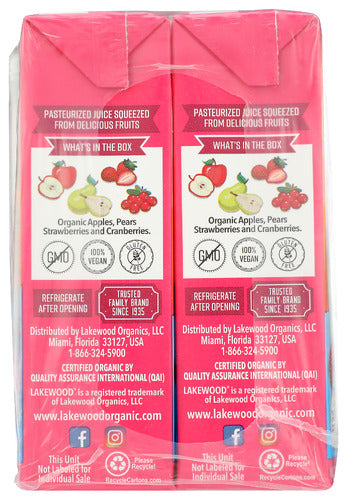 PASTEURIZED JUICE SQUEEZED
FROM DELICIOUS FRUITS
WHAT'S IN THE BOX
Organic Apples, Pears
Strawberries and Cranberries.
GMO
100%
VEGAN
GLUTEN
FREE
REFRIGERATE
AFTER OPENING
TRUSTED
FAMILY BRAND
SINCE 1935
Distributed by Lakewood Organics, LLC
Miami, Florida 33127, USA
1-866-324-5900
CERTIFIED ORGANIC BY
QUALITY ASSURANCE INTERNATIONAL (QAI)
LAKEWOOD® is a registered trademark
of Lakewood Organics, LLC.
www.lakewoodorganic.com
This Unit
Not Labeled for
Individual Sale
Please
Recycle!
RecycleCartons.com
PASTEURIZED JUICE SQUEEZED
FROM DELICIOUS FRUITS
WHAT'S IN THE BOX
Organic Apples, Pears
Strawberries and Cranberries.
GMO
100%
VEGAN
GLUTEN
FREE
REFRIGERATE
AFTER OPENING
TRUSTED
FAMILY BRAND
SINCE 1935
Distributed by Lakewood Organics, LLC
Miami, Florida 33127, USA
1-866-324-5900
CERTIFIED ORGANIC BY
QUALITY ASSURANCE INTERNATIONAL (QAI)
LAKEWOOD® is a registered trademark
of Lakewood Organics, LLC.
www.lakewoodorganic.com
This Unit
Not Labeled for
Individual Sale
Please
Recycle!
RecycleCartons.com